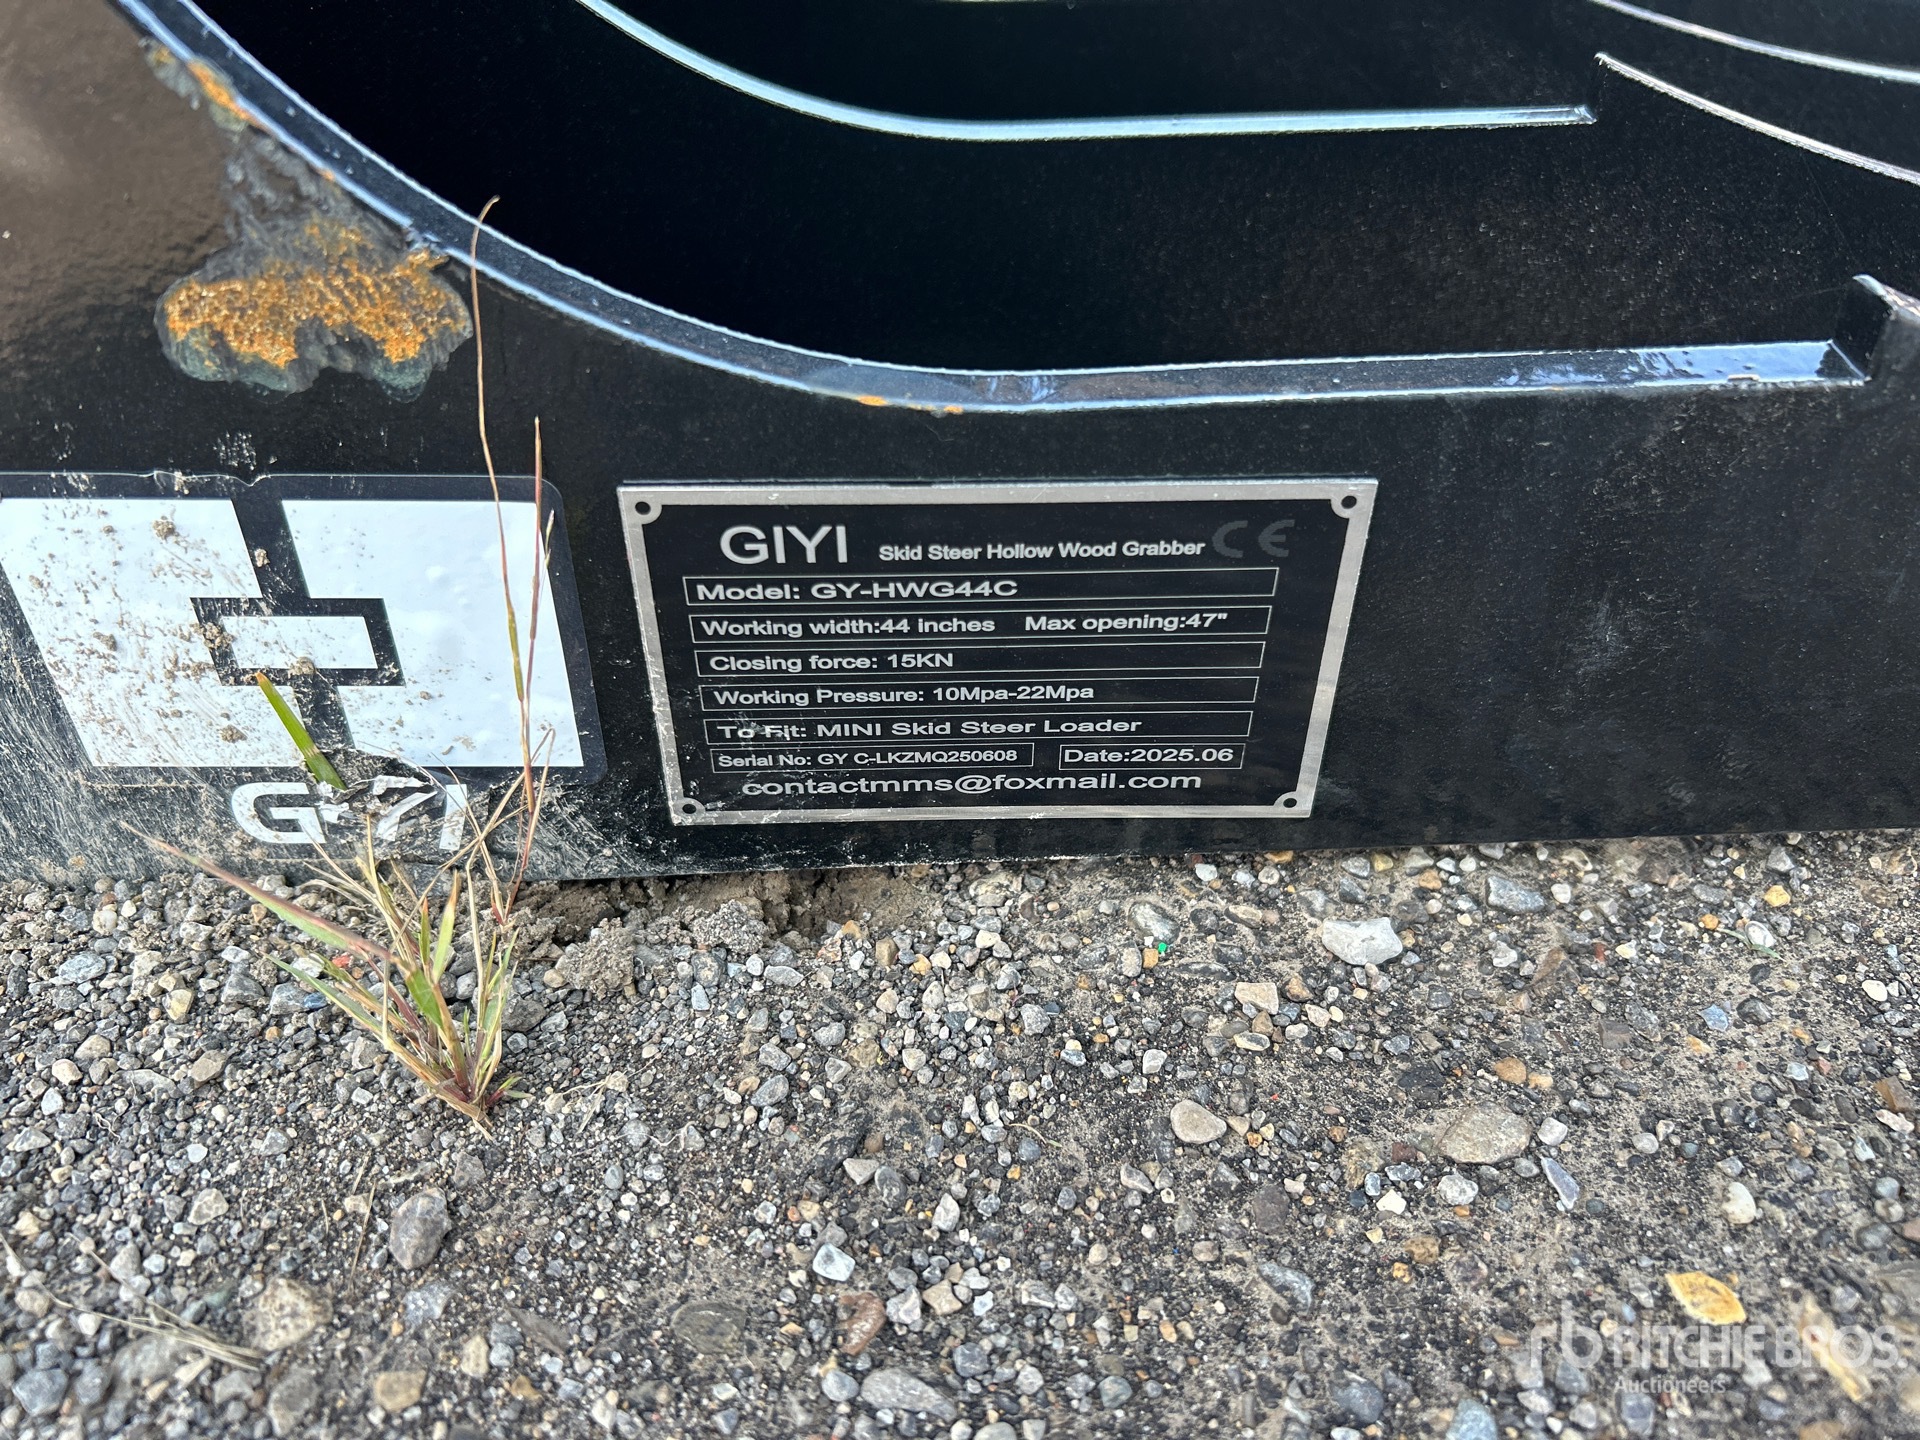 GIYI Skid Steer Hollow Wood Grabber CE
Model: GY-HWG44C
Working width:44 inches Max opening:47"
Closing force: 15KN
Working Pressure: 10Mpa-22Mpa
To Fit: MINI Skid Steer Loader
Serial No: GY C-LKZMQ250608 Date:2025.06
contactmms@foxmail.com
GIYI
rb RITCHIE BROS.
Auctioneers